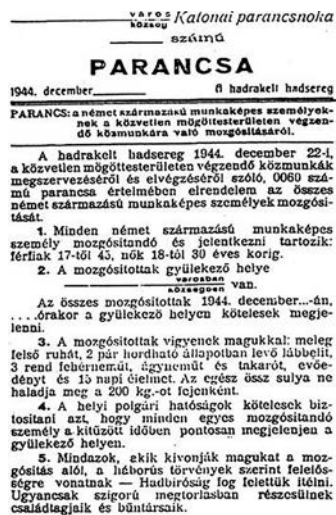 város
község Katonai parancsnoka
számú
PARANCSA
1944. december. A hadrakelt hadsereg
PARANCS: a német származású munkaképes személyek-
nek a közvetlen mögöttesterületen végzen-
dő közmunkára való mozgósításáról.
A hadrakelt hadsereg 1944. december 22-i,
a közvetlen mögöttesterületen végzendő közmunkák
megszervezéséről és elvégzéséről szóló, 0060 szá-
mú parancsa értelmében elrendelem az összes
német származású munkaképes személyek mozgósí-
tását.
1. Minden német származású munkaképes
személy mozgósítandó és jelentkezni tartozik:
férfiak 17-től 45, nők 18-tól 30 éves korig.
2. A mozgósítottak gyülekező helye
városban
községben van.
Az összes mozgósítottak 1944. december...-án,
....órakor a gyülekező helyen kötelesek megje-
lenni.
3. A mozgósítottak vigyenek magukkal: meleg
felső ruhát, 2 pár hordható állapotban levő lábbelit,
3 rend fehérneműt, ágyneműt és takarót, evőe-
dényt és 15 napi élelmet. Az egész össz sulya ne
haladja meg a 200 kg.-ot fejenként.
4. A helyi polgári hatóságok kötelesek biz-
tosítani azt, hogy minden egyes mozgósítandó
személy a kitűzött időben pontosan megjelenjen a
gyülekező helyen.
5. Mindazok, akik kivonják magukat a moz-
gósítás alól, a háborús törvények szerint felelős-
ségre vonatnak — Hadbíróság fog felettük ítélni.
Ugyancsak szigorú megtorlasban részesülnek
családtagjaik és bűntársaik.